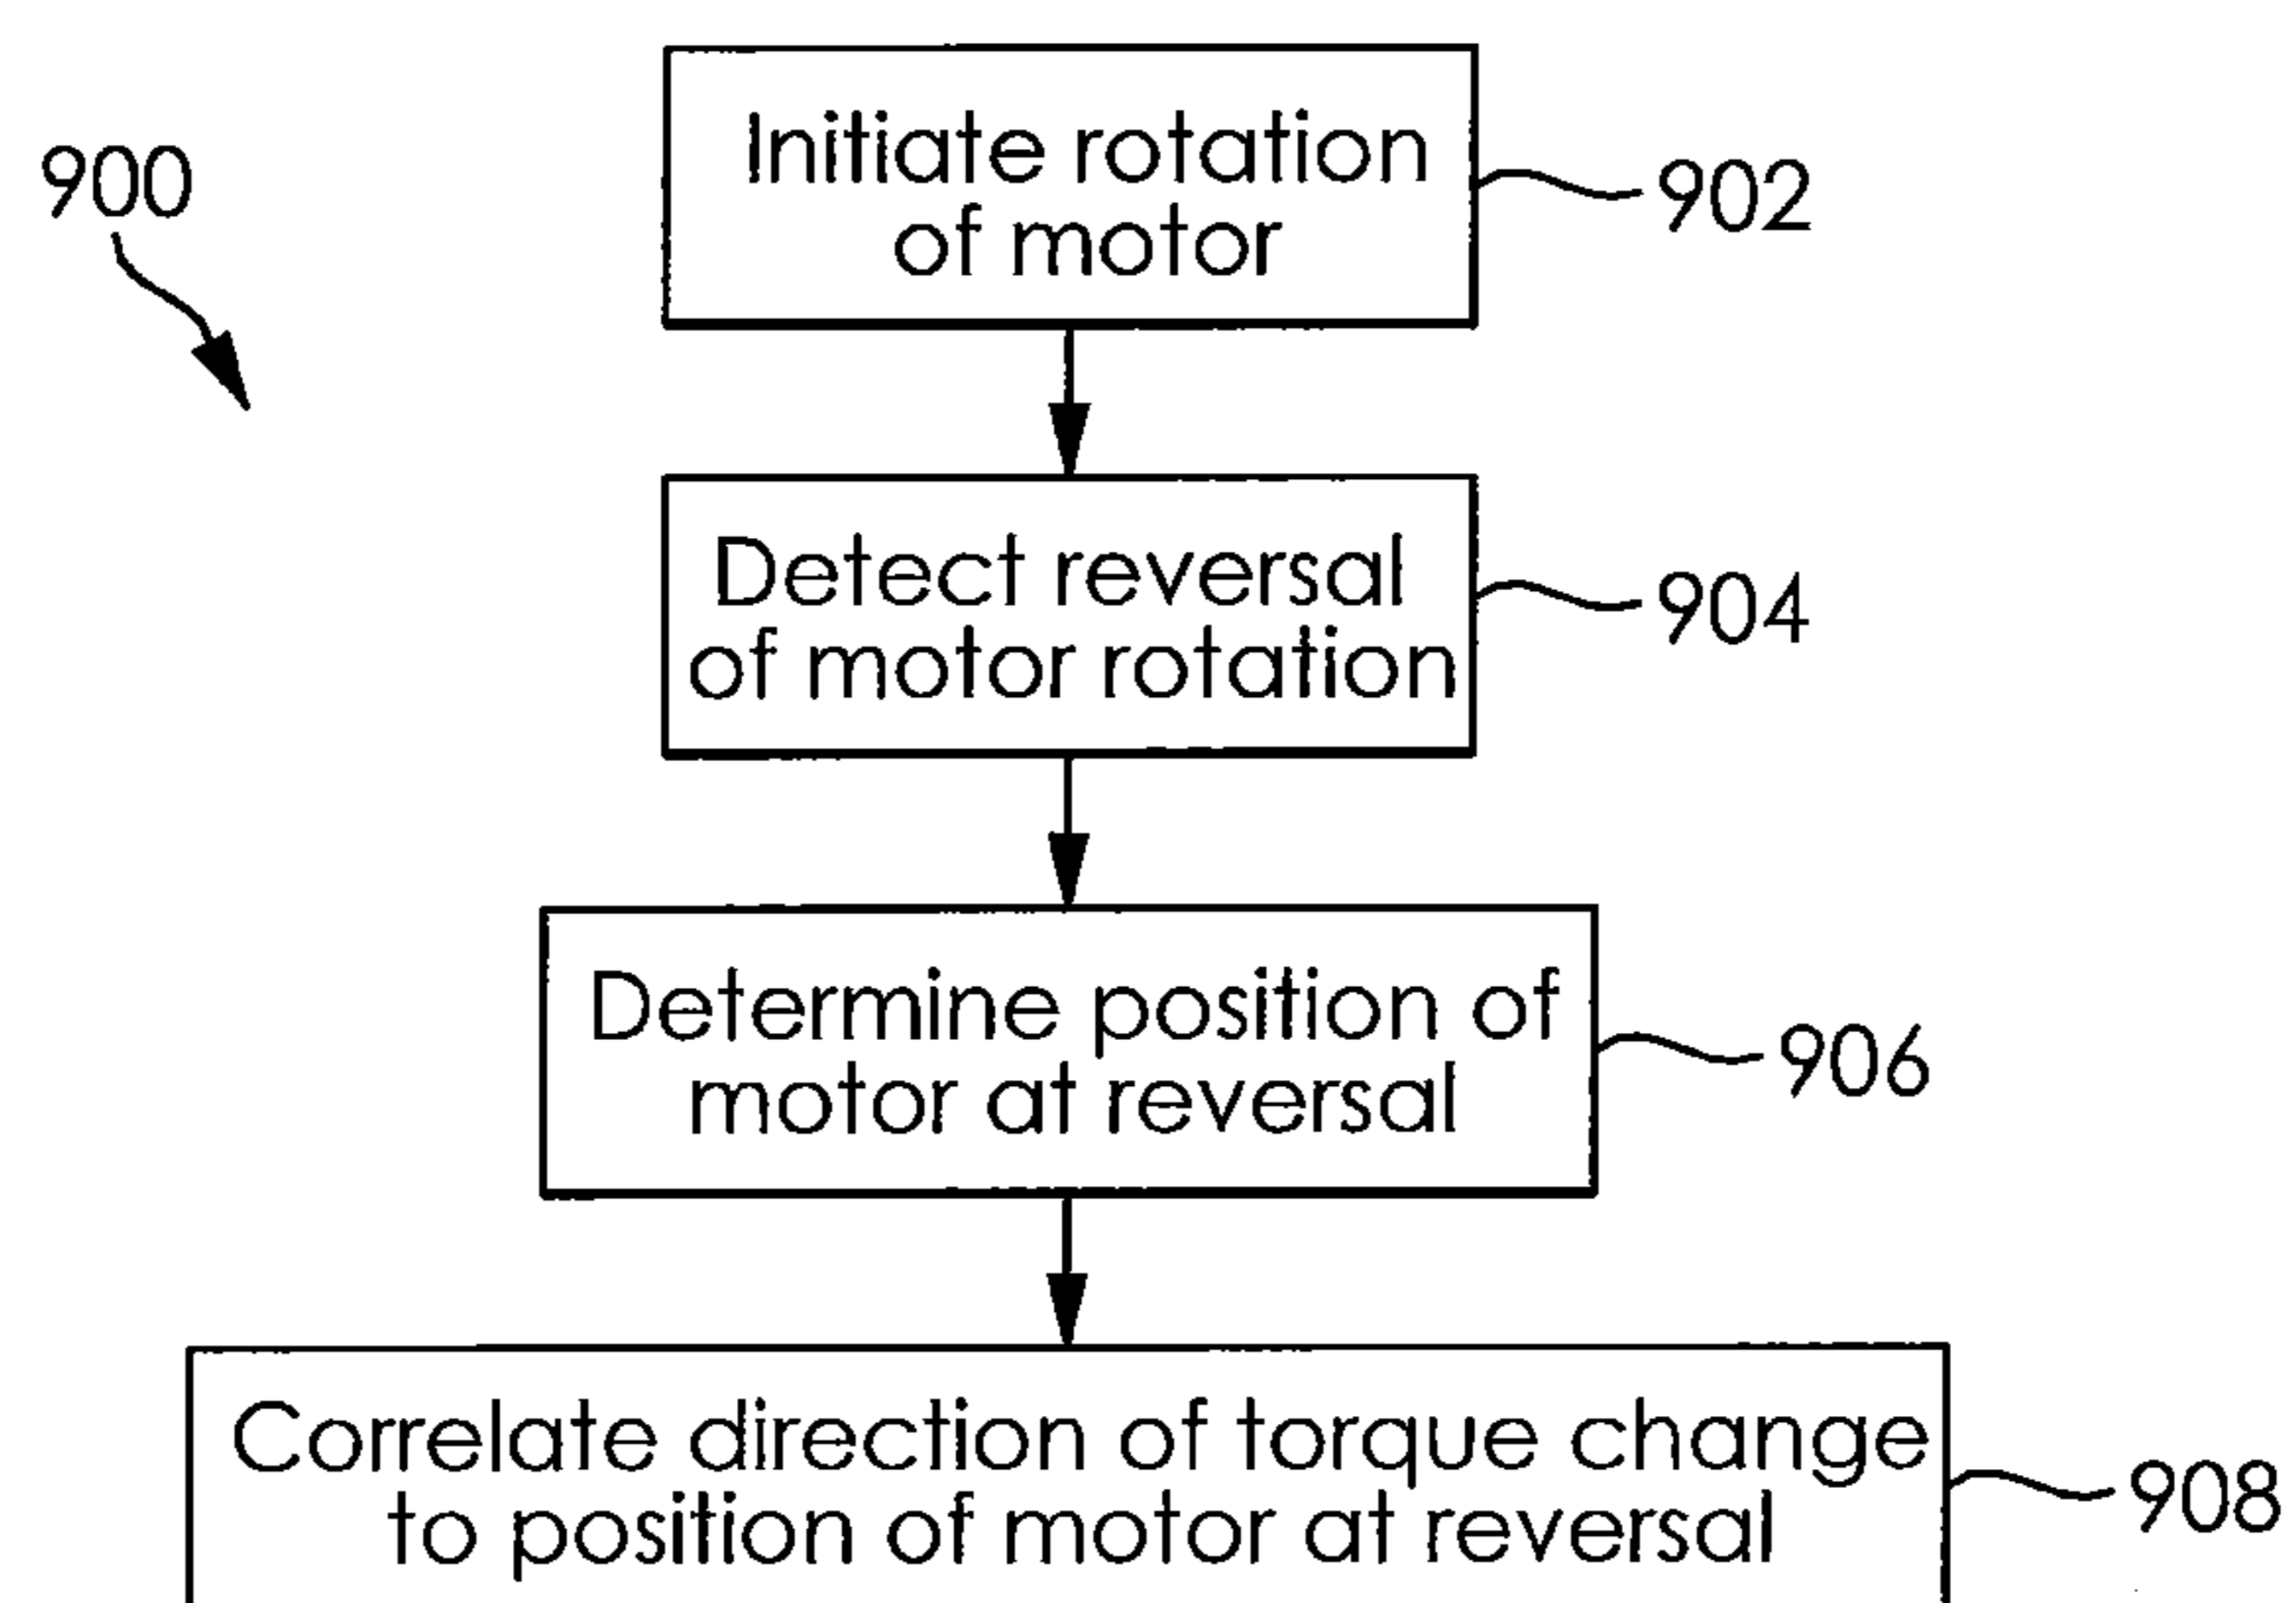 900
Initiate rotation
of motor
902
Detect reversal
of motor rotation
904
Determine position of
motor at reversal
906
Correlate direction of torque change
to position of motor at reversal
908